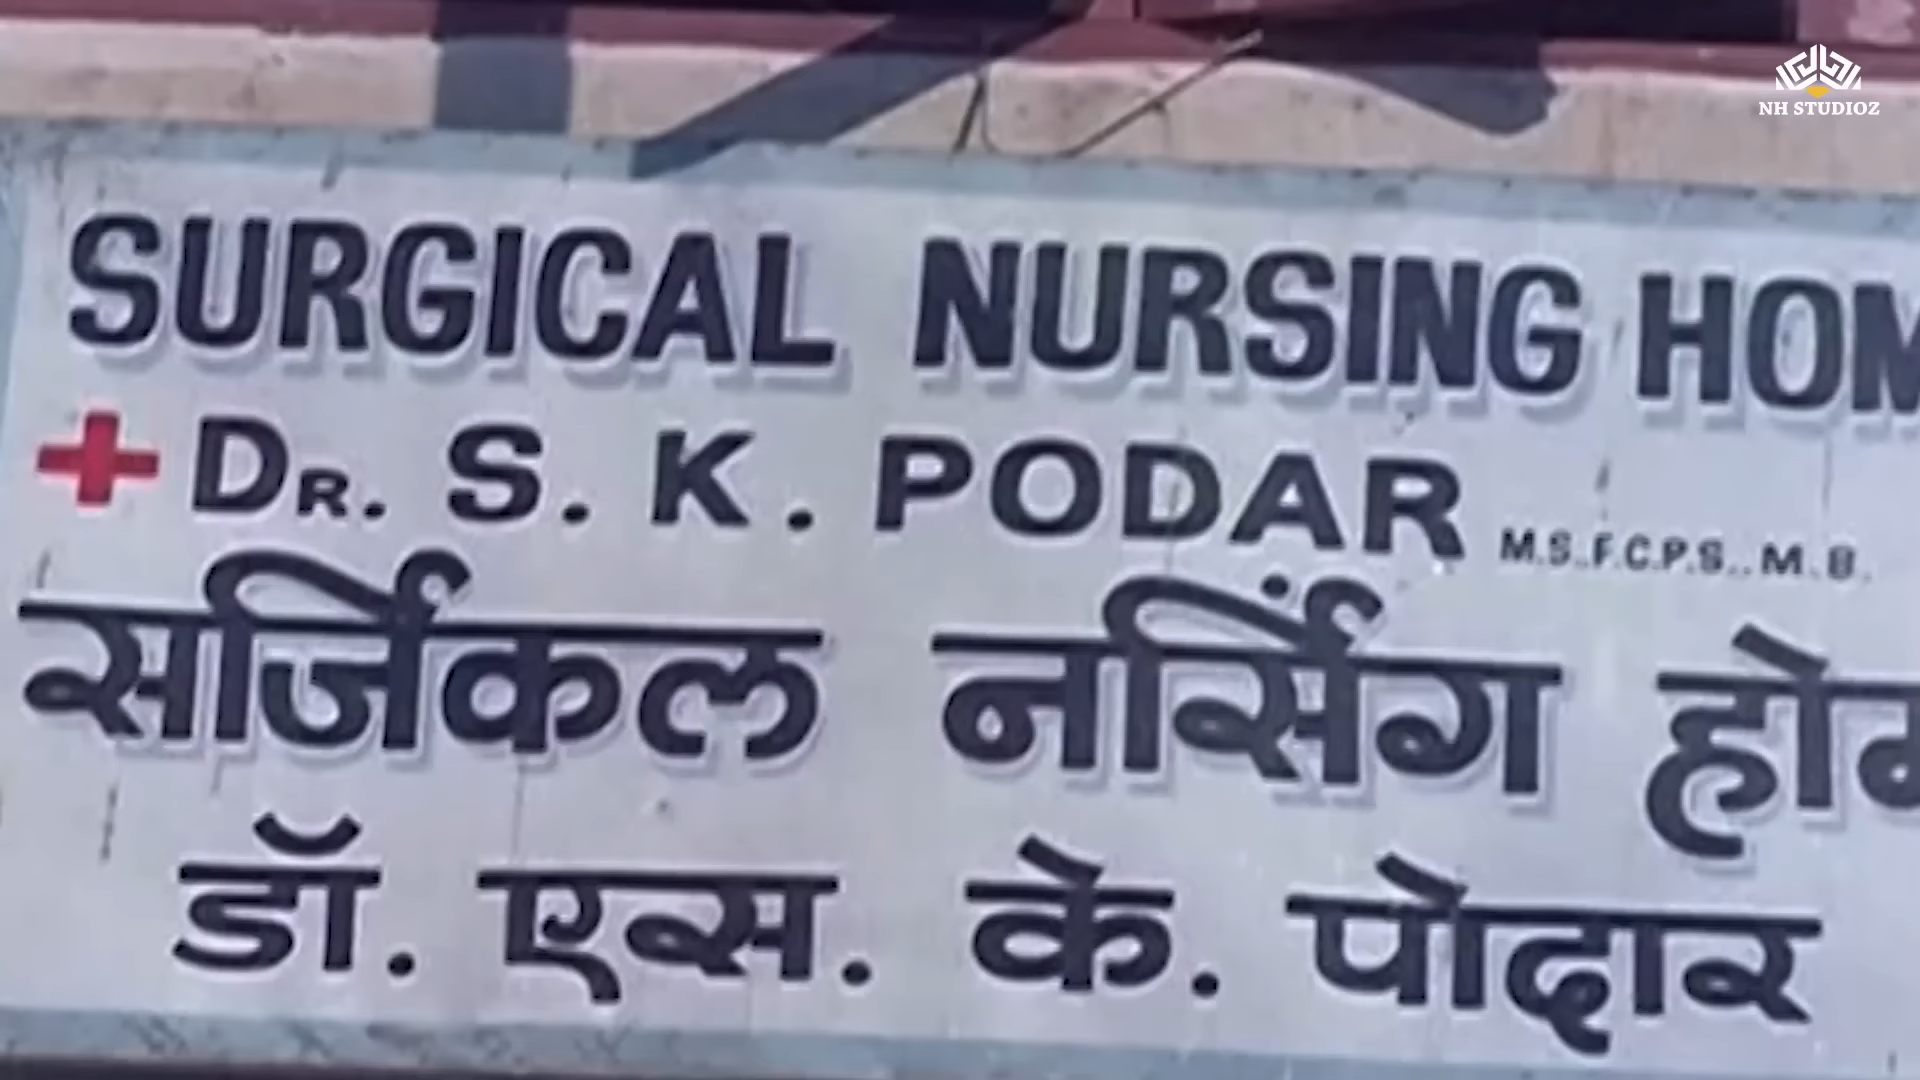 NH STUDIOZ
SURGICAL NURSING HOM
DR. S. K. PODAR M.S.,F.C.P.S.,.M.B.
सर्जिकल नर्सिंग होम
डॉ. एस. के. पोदार